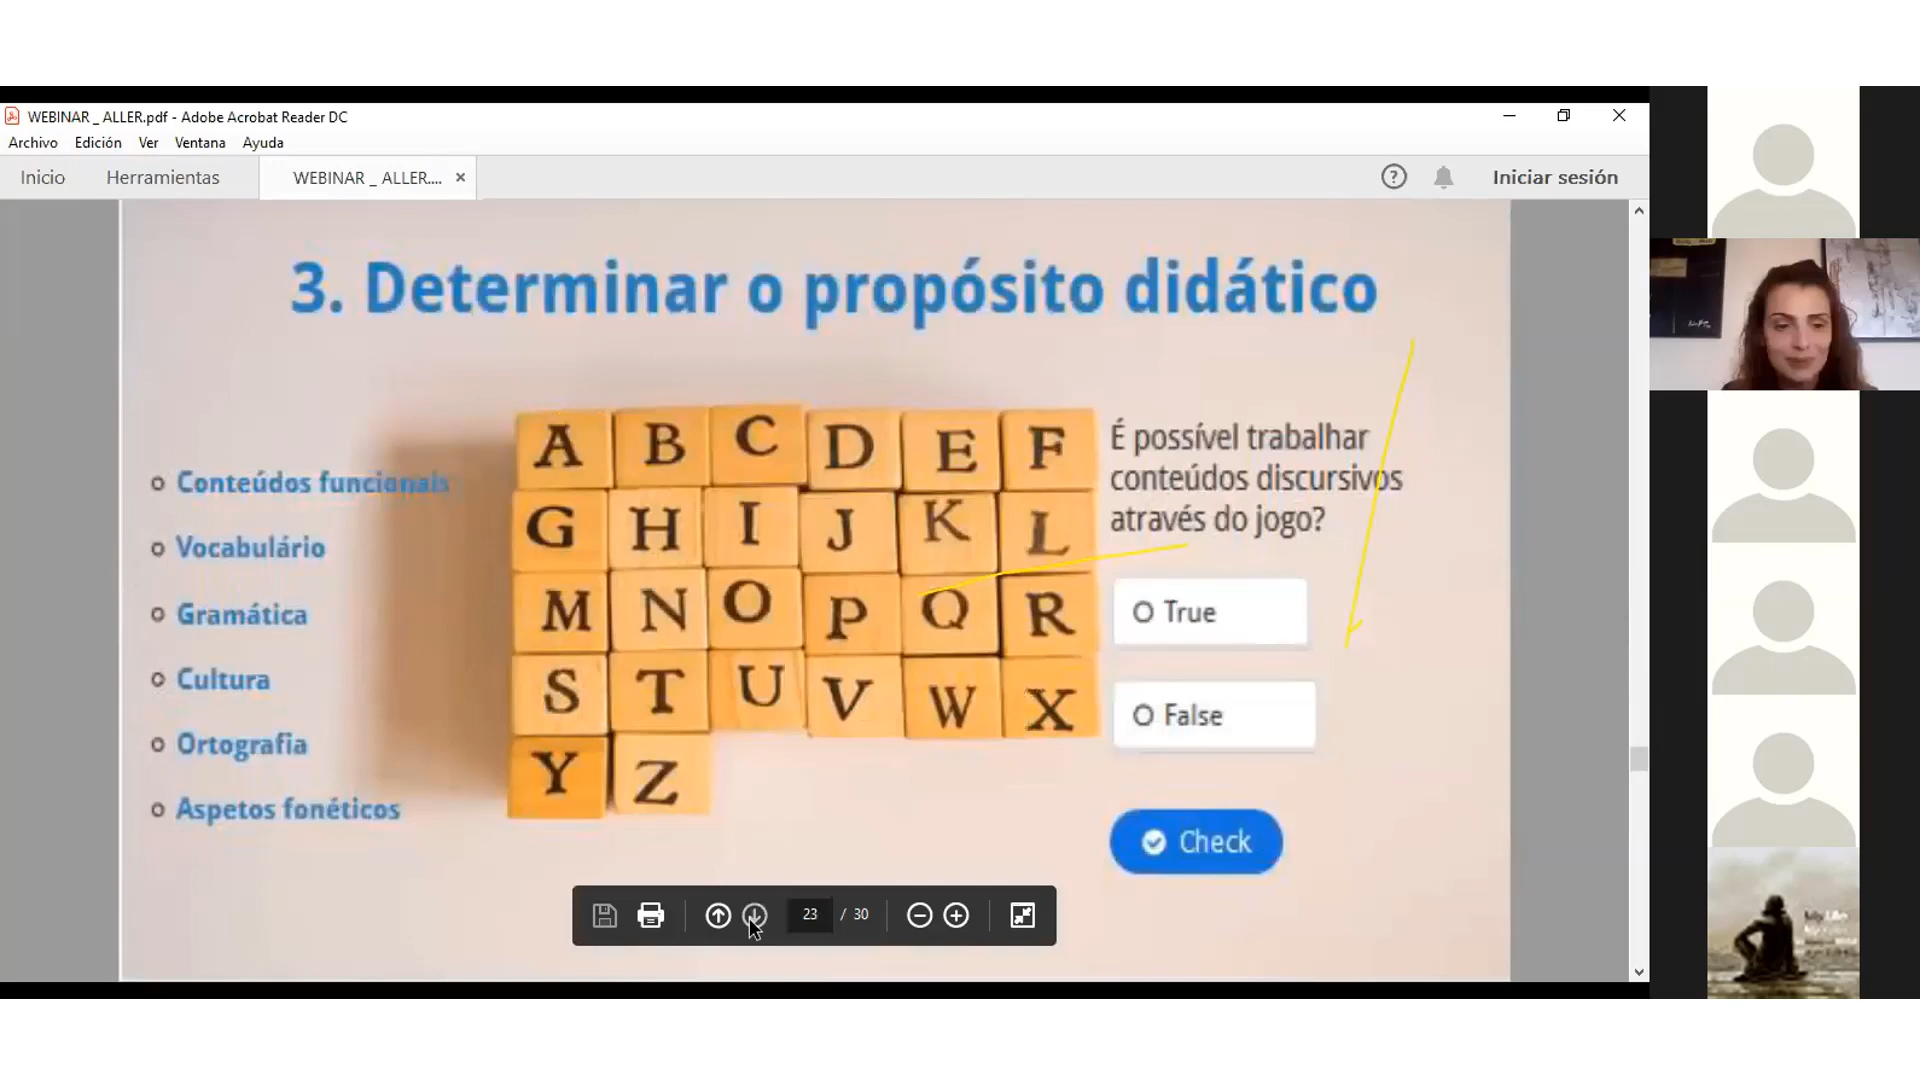 WEBINAR _ ALLER.pdf - Adobe Acrobat Reader DC
Archivo Edición Ver Ventana Ayuda
Inicio Herramientas WEBINAR _ ALLER.... Iniciar sesión
3. Determinar o propósito didático
Conteúdos funcionais
Vocabulário
Gramática
Cultura
Ortografia
Aspetos fonéticos
A B C D E F
G H I J K L
M N O P Q R
S T U V W X
Y Z
É possível trabalhar
conteúdos discursivos
através do jogo?
True
False
Check
23 / 30